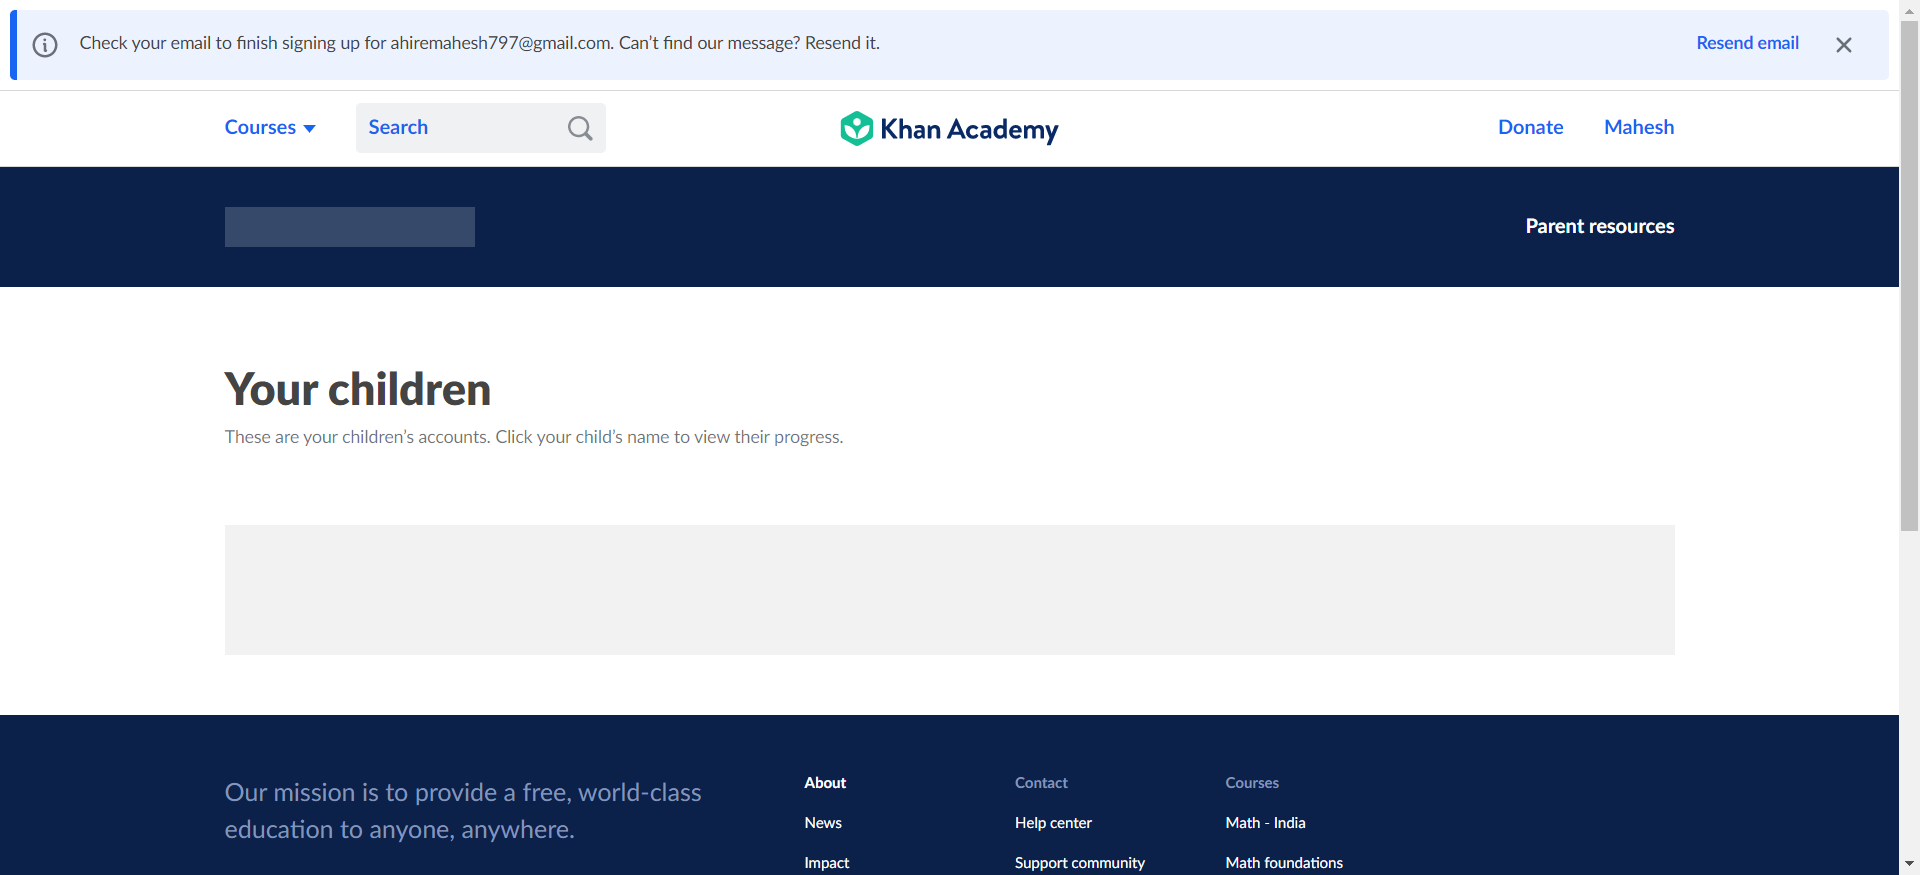 Check your email to finish signing up for ahiremahesh797@gmail.com. Can't find our message? Resend it.
Resend email
Courses
Search
Khan Academy
Donate
Mahesh
Parent resources
Your children
These are your children's accounts. Click your child's name to view their progress.
Our mission is to provide a free, world-class
education to anyone, anywhere.
About
News
Impact
Contact
Help center
Support community
Courses
Math - India
Math foundations